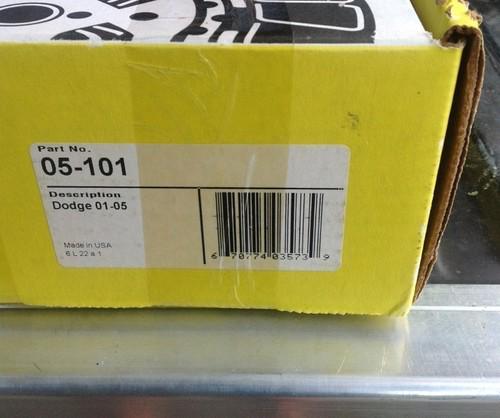 Part No.
05-101
Description
Dodge 01-05
Made in USA
6 L 22 a 1
6 70774 03573 9